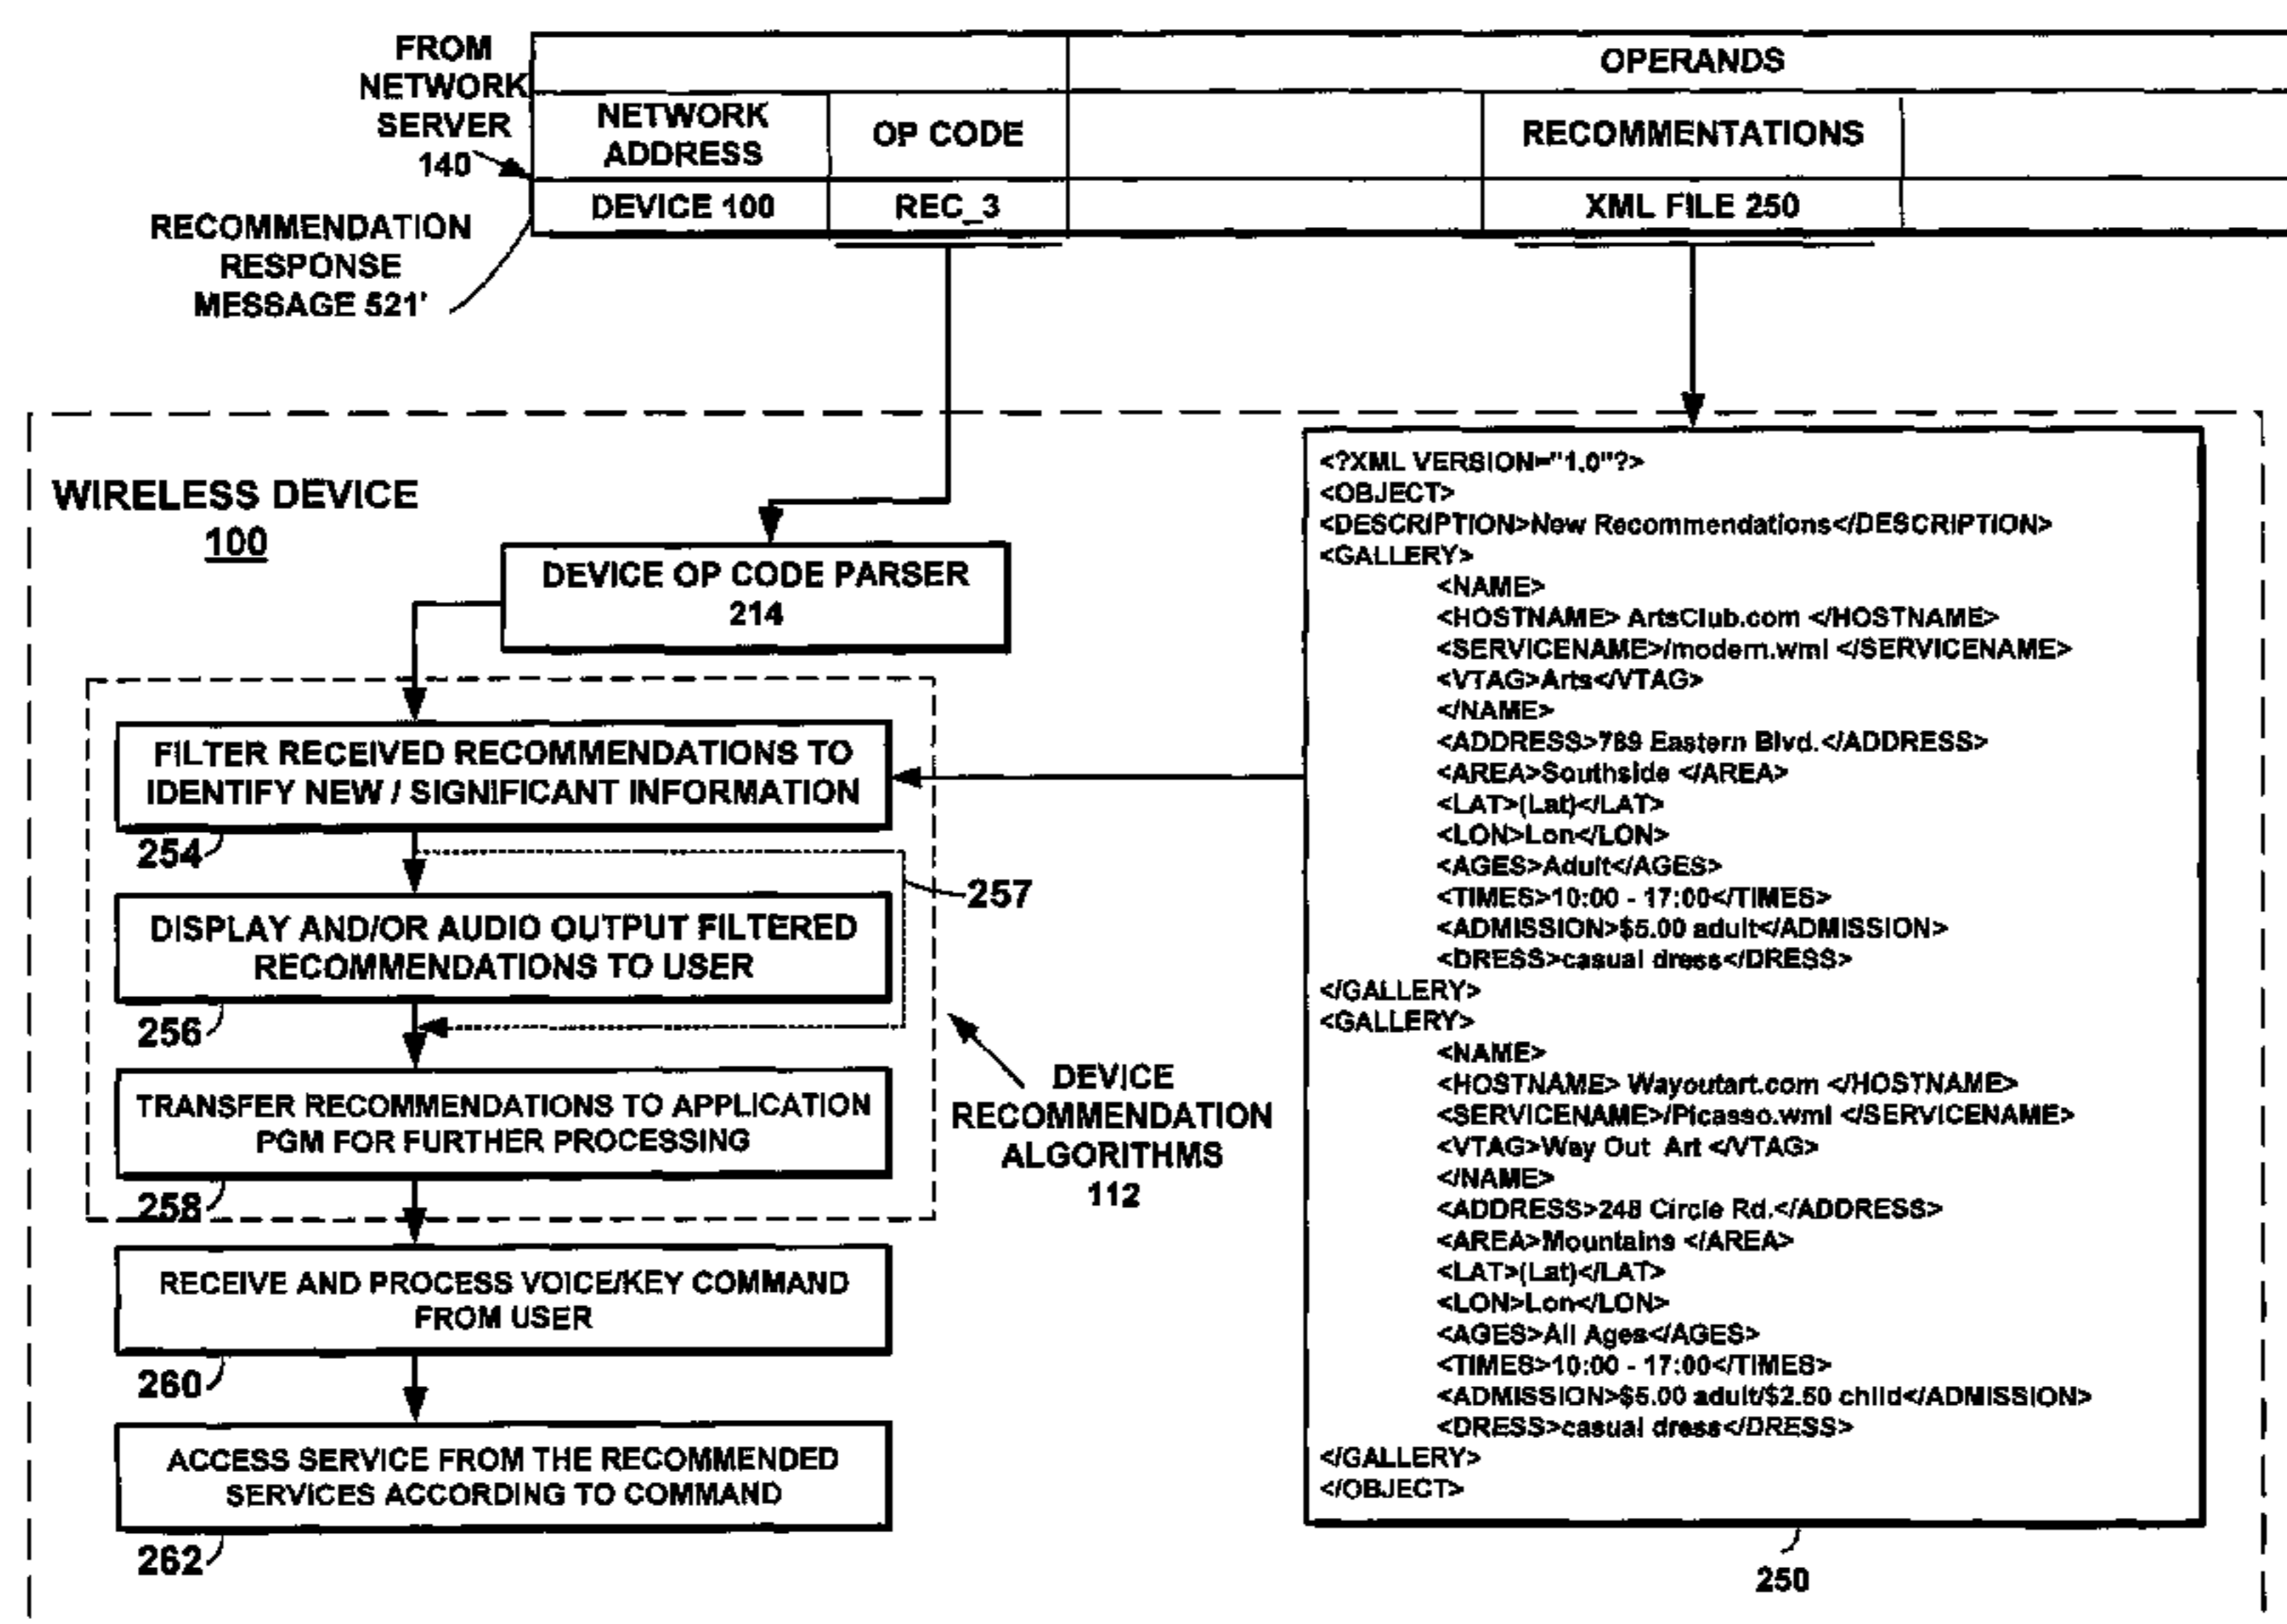 FROM
NETWORK
SERVER
140
OPERANDS
NETWORK
ADDRESS
OP CODE
RECOMMENTATIONS
DEVICE 100
REC_3
XML FILE 250
RECOMMENDATION
RESPONSE
MESSAGE 521'
WIRELESS DEVICE
100
DEVICE OP CODE PARSER
214
FILTER RECEIVED RECOMMENDATIONS TO
IDENTIFY NEW / SIGNIFICANT INFORMATION
254
257
DISPLAY AND/OR AUDIO OUTPUT FILTERED
RECOMMENDATIONS TO USER
256
TRANSFER RECOMMENDATIONS TO APPLICATION
PGM FOR FURTHER PROCESSING
258
DEVICE
RECOMMENDATION
ALGORITHMS
112
RECEIVE AND PROCESS VOICE/KEY COMMAND
FROM USER
260
ACCESS SERVICE FROM THE RECOMMENDED
SERVICES ACCORDING TO COMMAND
262
<?XML VERSION="1.0"?>
<OBJECT>
<DESCRIPTION>New Recommendations</DESCRIPTION>
<GALLERY>
<NAME>
<HOSTNAME> ArtsClub.com </HOSTNAME>
<SERVICENAME>/modern.wml </SERVICENAME>
<VTAG>Arts</VTAG>
</NAME>
<ADDRESS>789 Eastern Blvd.</ADDRESS>
<AREA>Southside </AREA>
<LAT>(Lat)</LAT>
<LON>Lon</LON>
<AGES>Adult</AGES>
<TIMES>10:00 - 17:00</TIMES>
<ADMISSION>$5.00 adult</ADMISSION>
<DRESS>casual dress</DRESS>
</GALLERY>
<GALLERY>
<NAME>
<HOSTNAME> Wayoutart.com </HOSTNAME>
<SERVICENAME>/Picasso.wml </SERVICENAME>
<VTAG>Way Out Art </VTAG>
</NAME>
<ADDRESS>248 Circle Rd.</ADDRESS>
<AREA>Mountains </AREA>
<LAT>(Lat)</LAT>
<LON>Lon</LON>
<AGES>All Ages</AGES>
<TIMES>10:00 - 17:00</TIMES>
<ADMISSION>$5.00 adult/$2.50 child</ADMISSION>
<DRESS>casual dress</DRESS>
</GALLERY>
</OBJECT>
250